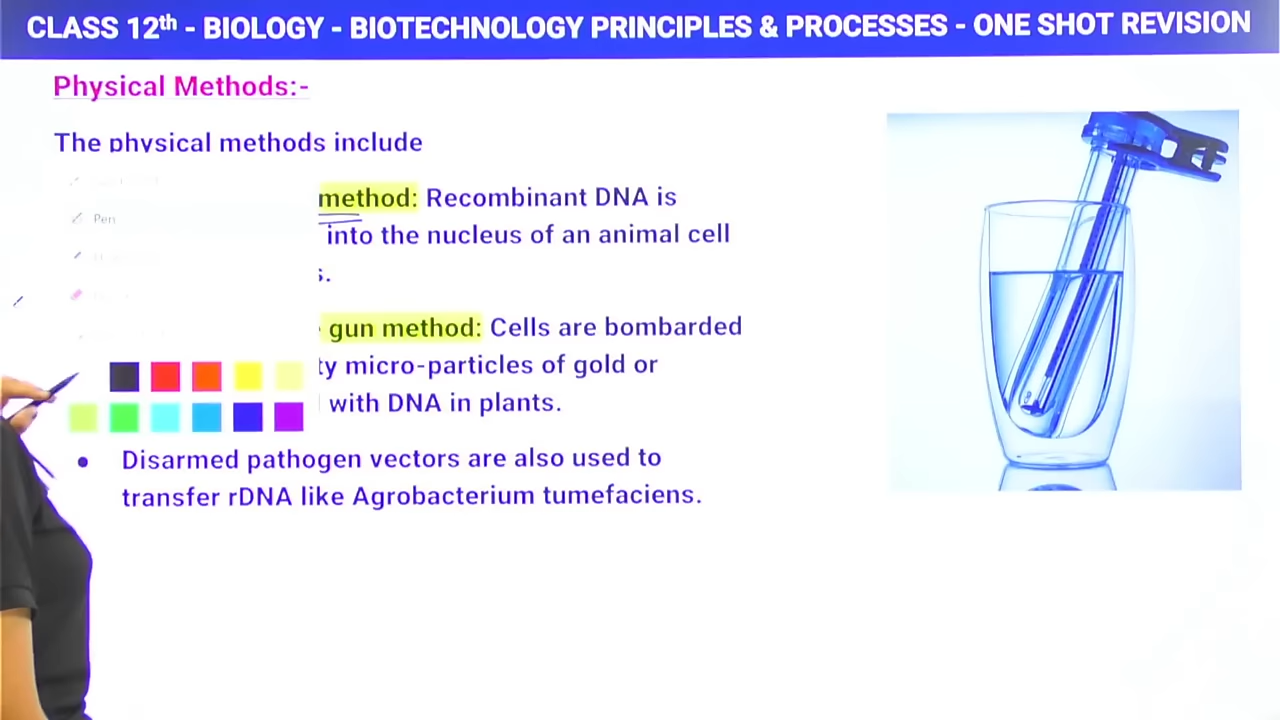 CLASS 12th - BIOLOGY - BIOTECHNOLOGY PRINCIPLES & PROCESSES - ONE SHOT REVISION
Physical Methods:-
The physical methods include
method: Recombinant DNA is
Pen
into the nucleus of an animal cell
s.
gun method: Cells are bombarded
ty micro-particles of gold or
with DNA in plants.
• Disarmed pathogen vectors are also used to
transfer rDNA like Agrobacterium tumefaciens.